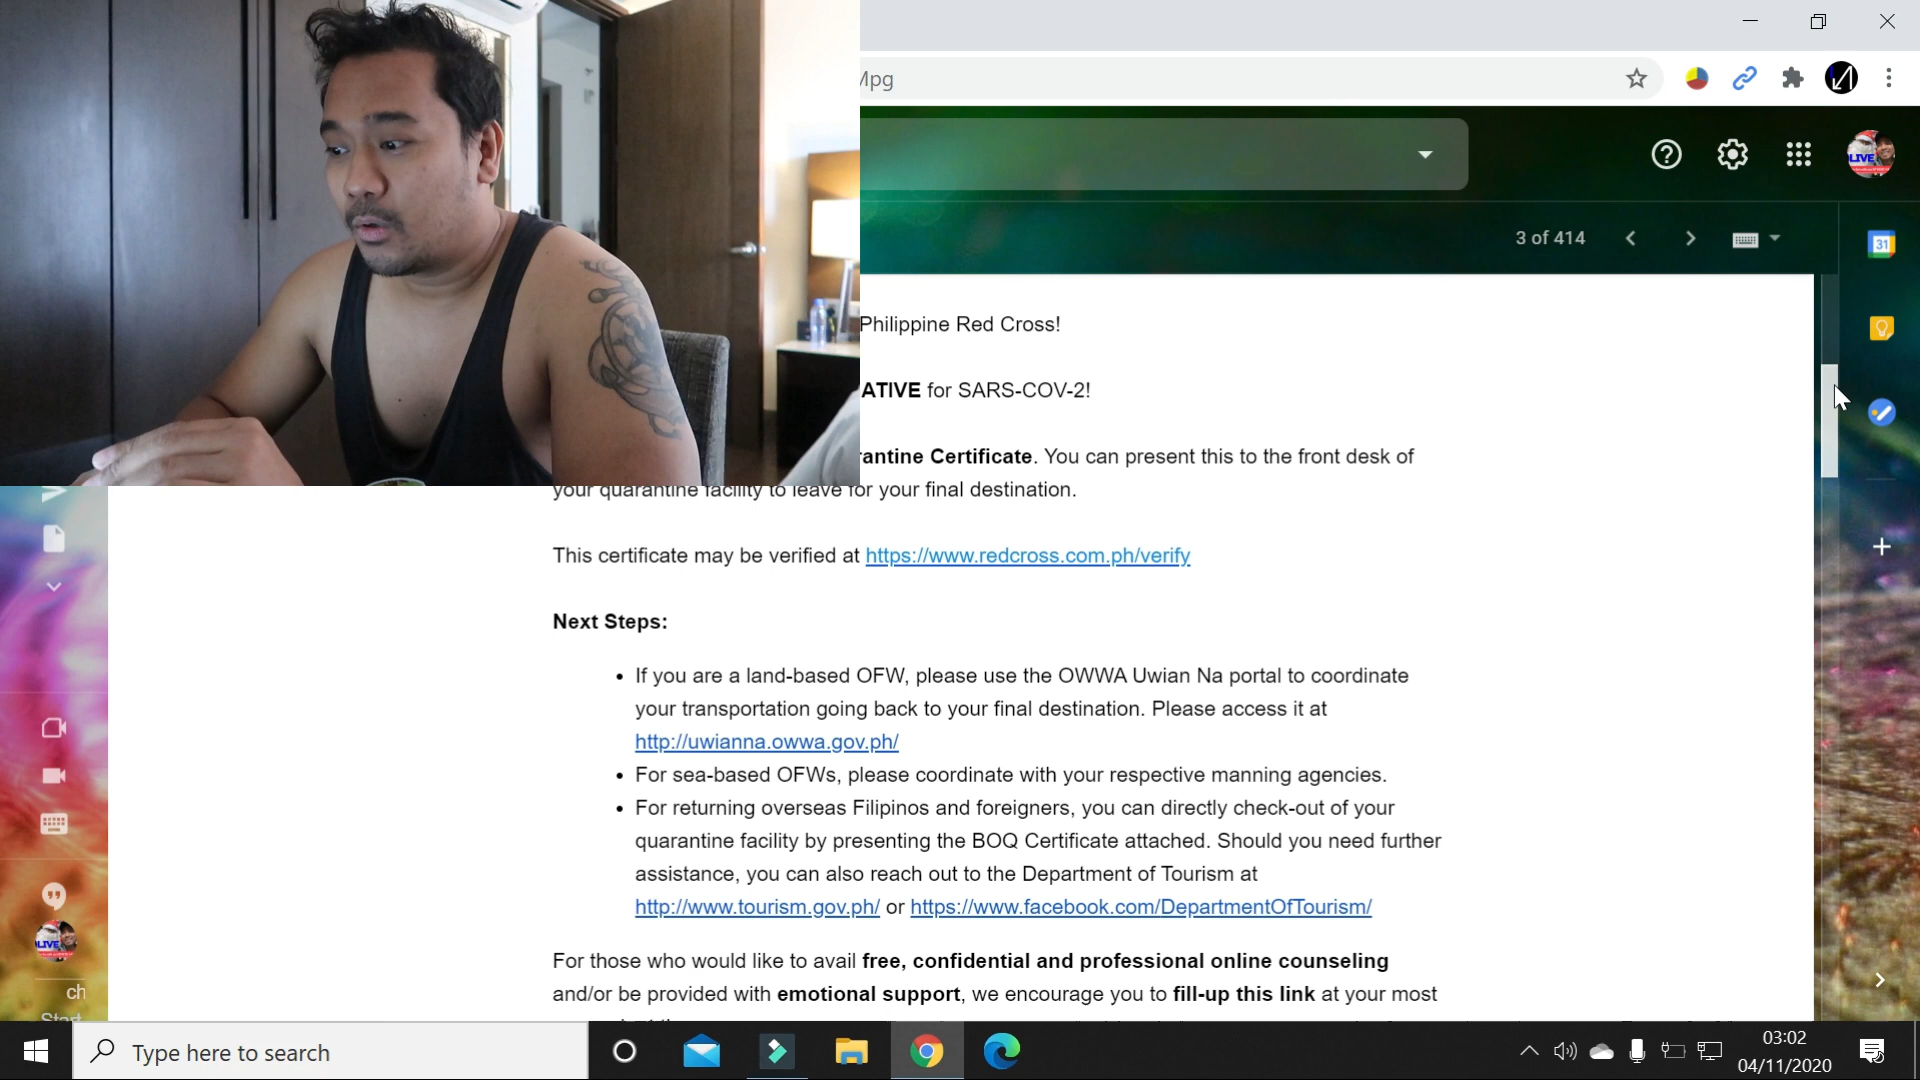 Mpg
3 of 414
31
Philippine Red Cross!
ATIVE for SARS-COV-2!
rantine Certificate. You can present this to the front desk of
your quarantine facility to leave for your final destination.
This certificate may be verified at https://www.redcross.com.ph/verify
Next Steps:
• If you are a land-based OFW, please use the OWWA Uwian Na portal to coordinate
your transportation going back to your final destination. Please access it at
http://uwianna.owwa.gov.ph/
• For sea-based OFWs, please coordinate with your respective manning agencies.
• For returning overseas Filipinos and foreigners, you can directly check-out of your
quarantine facility by presenting the BOQ Certificate attached. Should you need further
assistance, you can also reach out to the Department of Tourism at
http://www.tourism.gov.ph/ or https://www.facebook.com/DepartmentOfTourism/
For those who would like to avail free, confidential and professional online counseling
and/or be provided with emotional support, we encourage you to fill-up this link at your most
LIVE
LIVE
ch
Start
Type here to search
03:02
04/11/2020